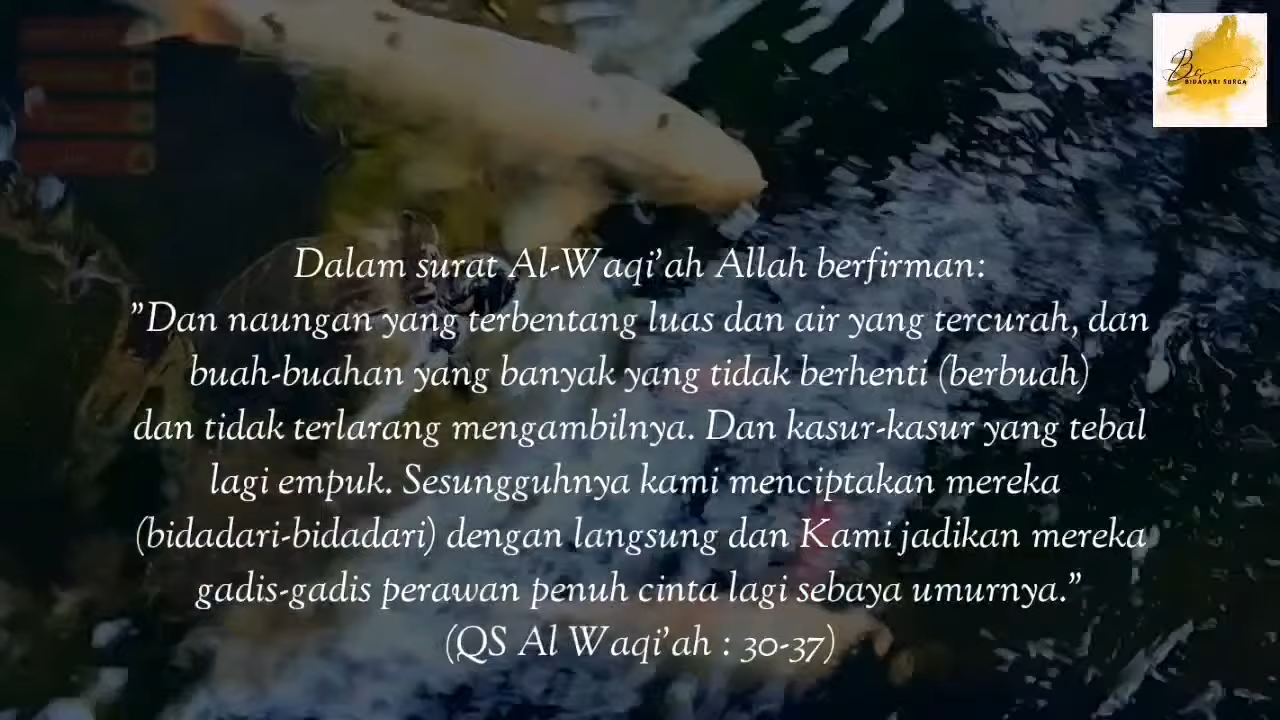 BIDADARI SURGA
Dalam surat Al-Waqi’ah Allah berfirman:
”Dan naungan yang terbentang luas dan air yang tercurah, dan
buah-buahan yang banyak yang tidak berhenti (berbuah)
dan tidak terlarang mengambilnya. Dan kasur-kasur yang tebal
lagi empuk. Sesungguhnya kami menciptakan mereka
(bidadari-bidadari) dengan langsung dan Kami jadikan mereka
gadis-gadis perawan penuh cinta lagi sebaya umurnya.”
(QS Al Waqi’ah : 30-37)